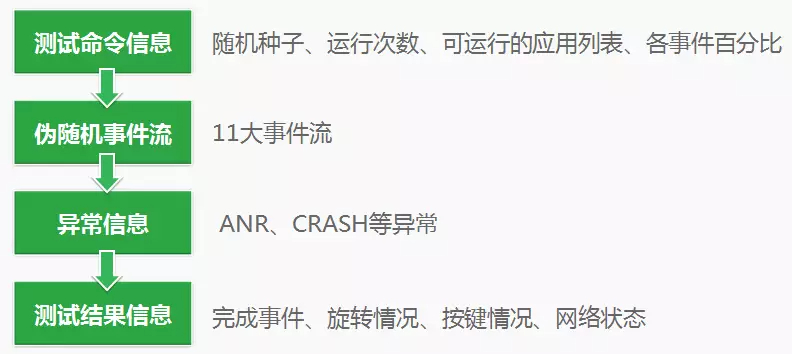 测试命令信息
随机种子、运行次数、可运行的应用列表、各事件百分比
伪随机事件流
11大事件流
异常信息
ANR、CRASH等异常
测试结果信息
完成事件、旋转情况、按键情况、网络状态